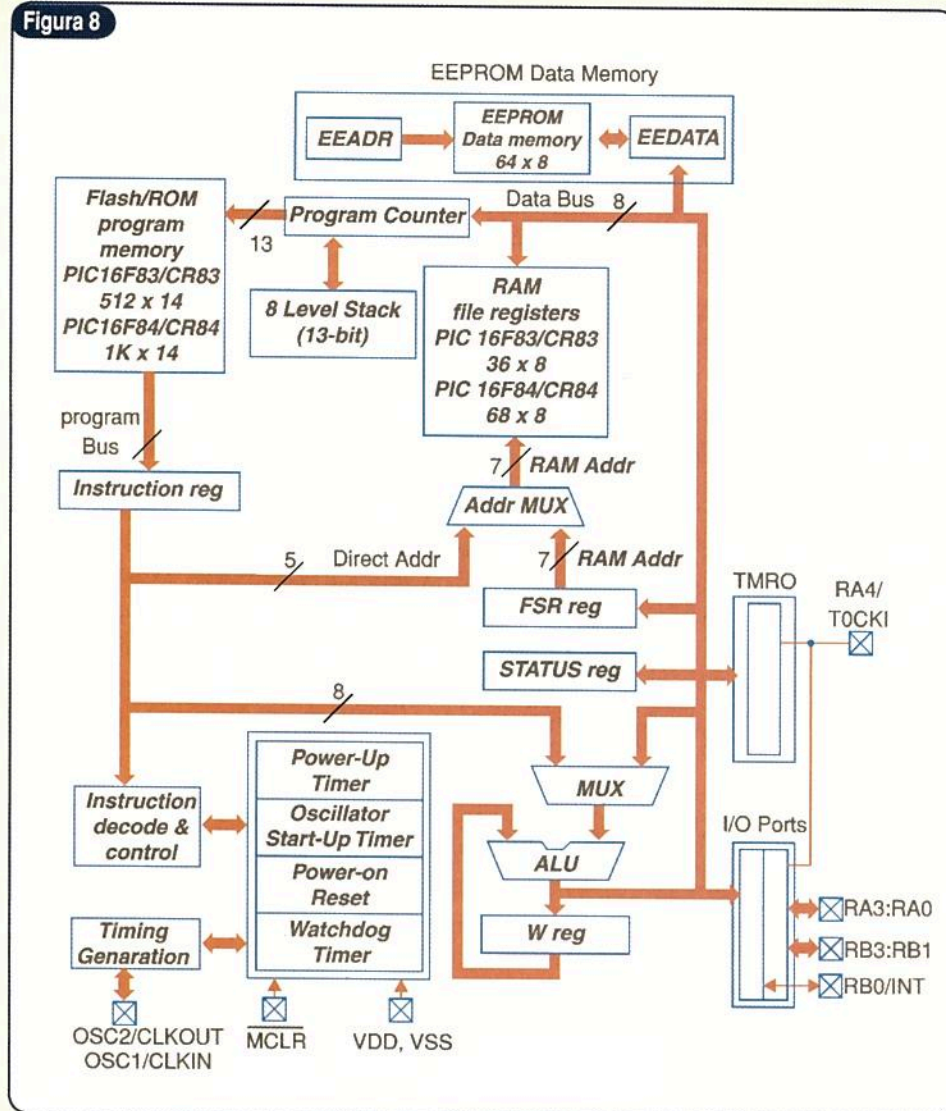 Figura 8
EEPROM Data Memory
EEADR
EEPROM
Data memory
64 x 8
EEDATA
Flash/ROM
program
memory
PIC16F83/CR83
512 x 14
PIC16F84/CR84
1K x 14
13
Program Counter
Data Bus 8
8 Level Stack
(13-bit)
RAM
file registers
PIC 16F83/CR83
36 x 8
PIC 16F84/CR84
68 x 8
program
Bus
7 RAM Addr
Instruction reg
Addr MUX
5 Direct Addr
7 RAM Addr
FSR reg
TMRO
RA4/
T0CKI
STATUS reg
8
Power-Up
Timer
MUX
Instruction
decode &
control
Oscillator
Start-Up Timer
I/O Ports
ALU
Power-on
Reset
RA3:RA0
Timing
Genaration
Watchdog
Timer
W reg
RB3:RB1
RB0/INT
OSC2/CLKOUT
OSC1/CLKIN
MCLR
VDD, VSS